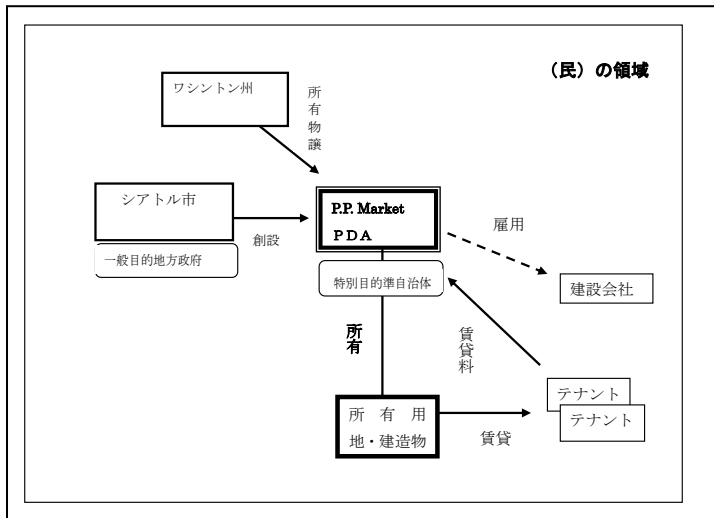 （民）の領域
ワシントン州
所有物譲
シアトル市
創設
一般目的地方政府
P.P. Market
PDA
特別目的準自治体
雇用
建設会社
所有
賃貸料
テナント
テナント
所 有 用
地・建造物
賃貸